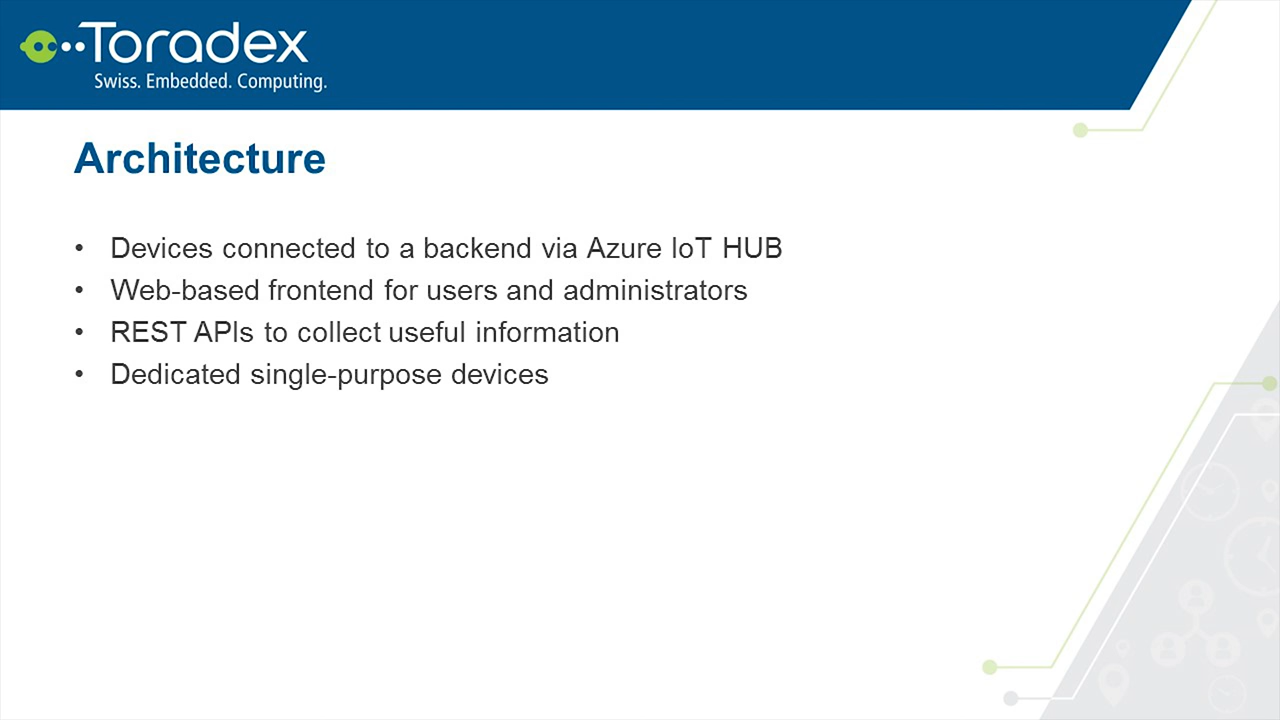 Toradex
Swiss. Embedded. Computing.
Architecture
• Devices connected to a backend via Azure IoT HUB
• Web-based frontend for users and administrators
• REST APIs to collect useful information
• Dedicated single-purpose devices